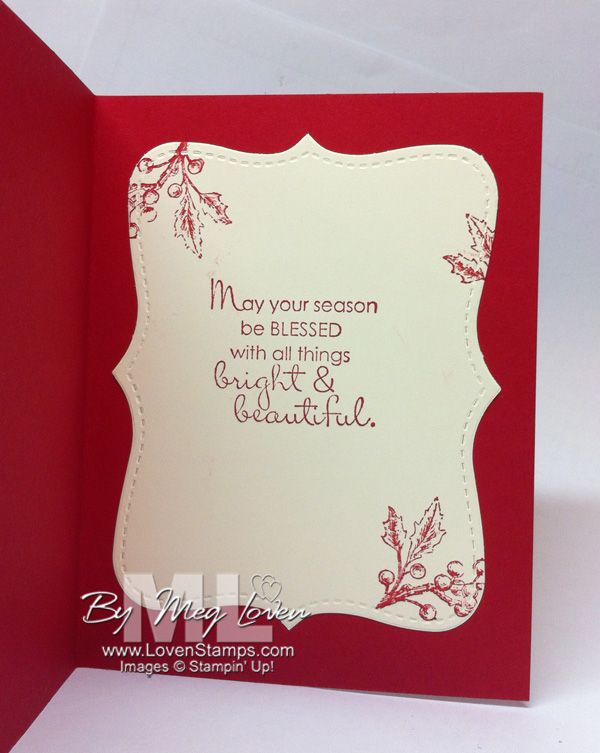 May your season
be BLESSED
with all things
bright &
beautiful.
ML
By Meg Loven
www.LovenStamps.com
Images © Stampin' Up!